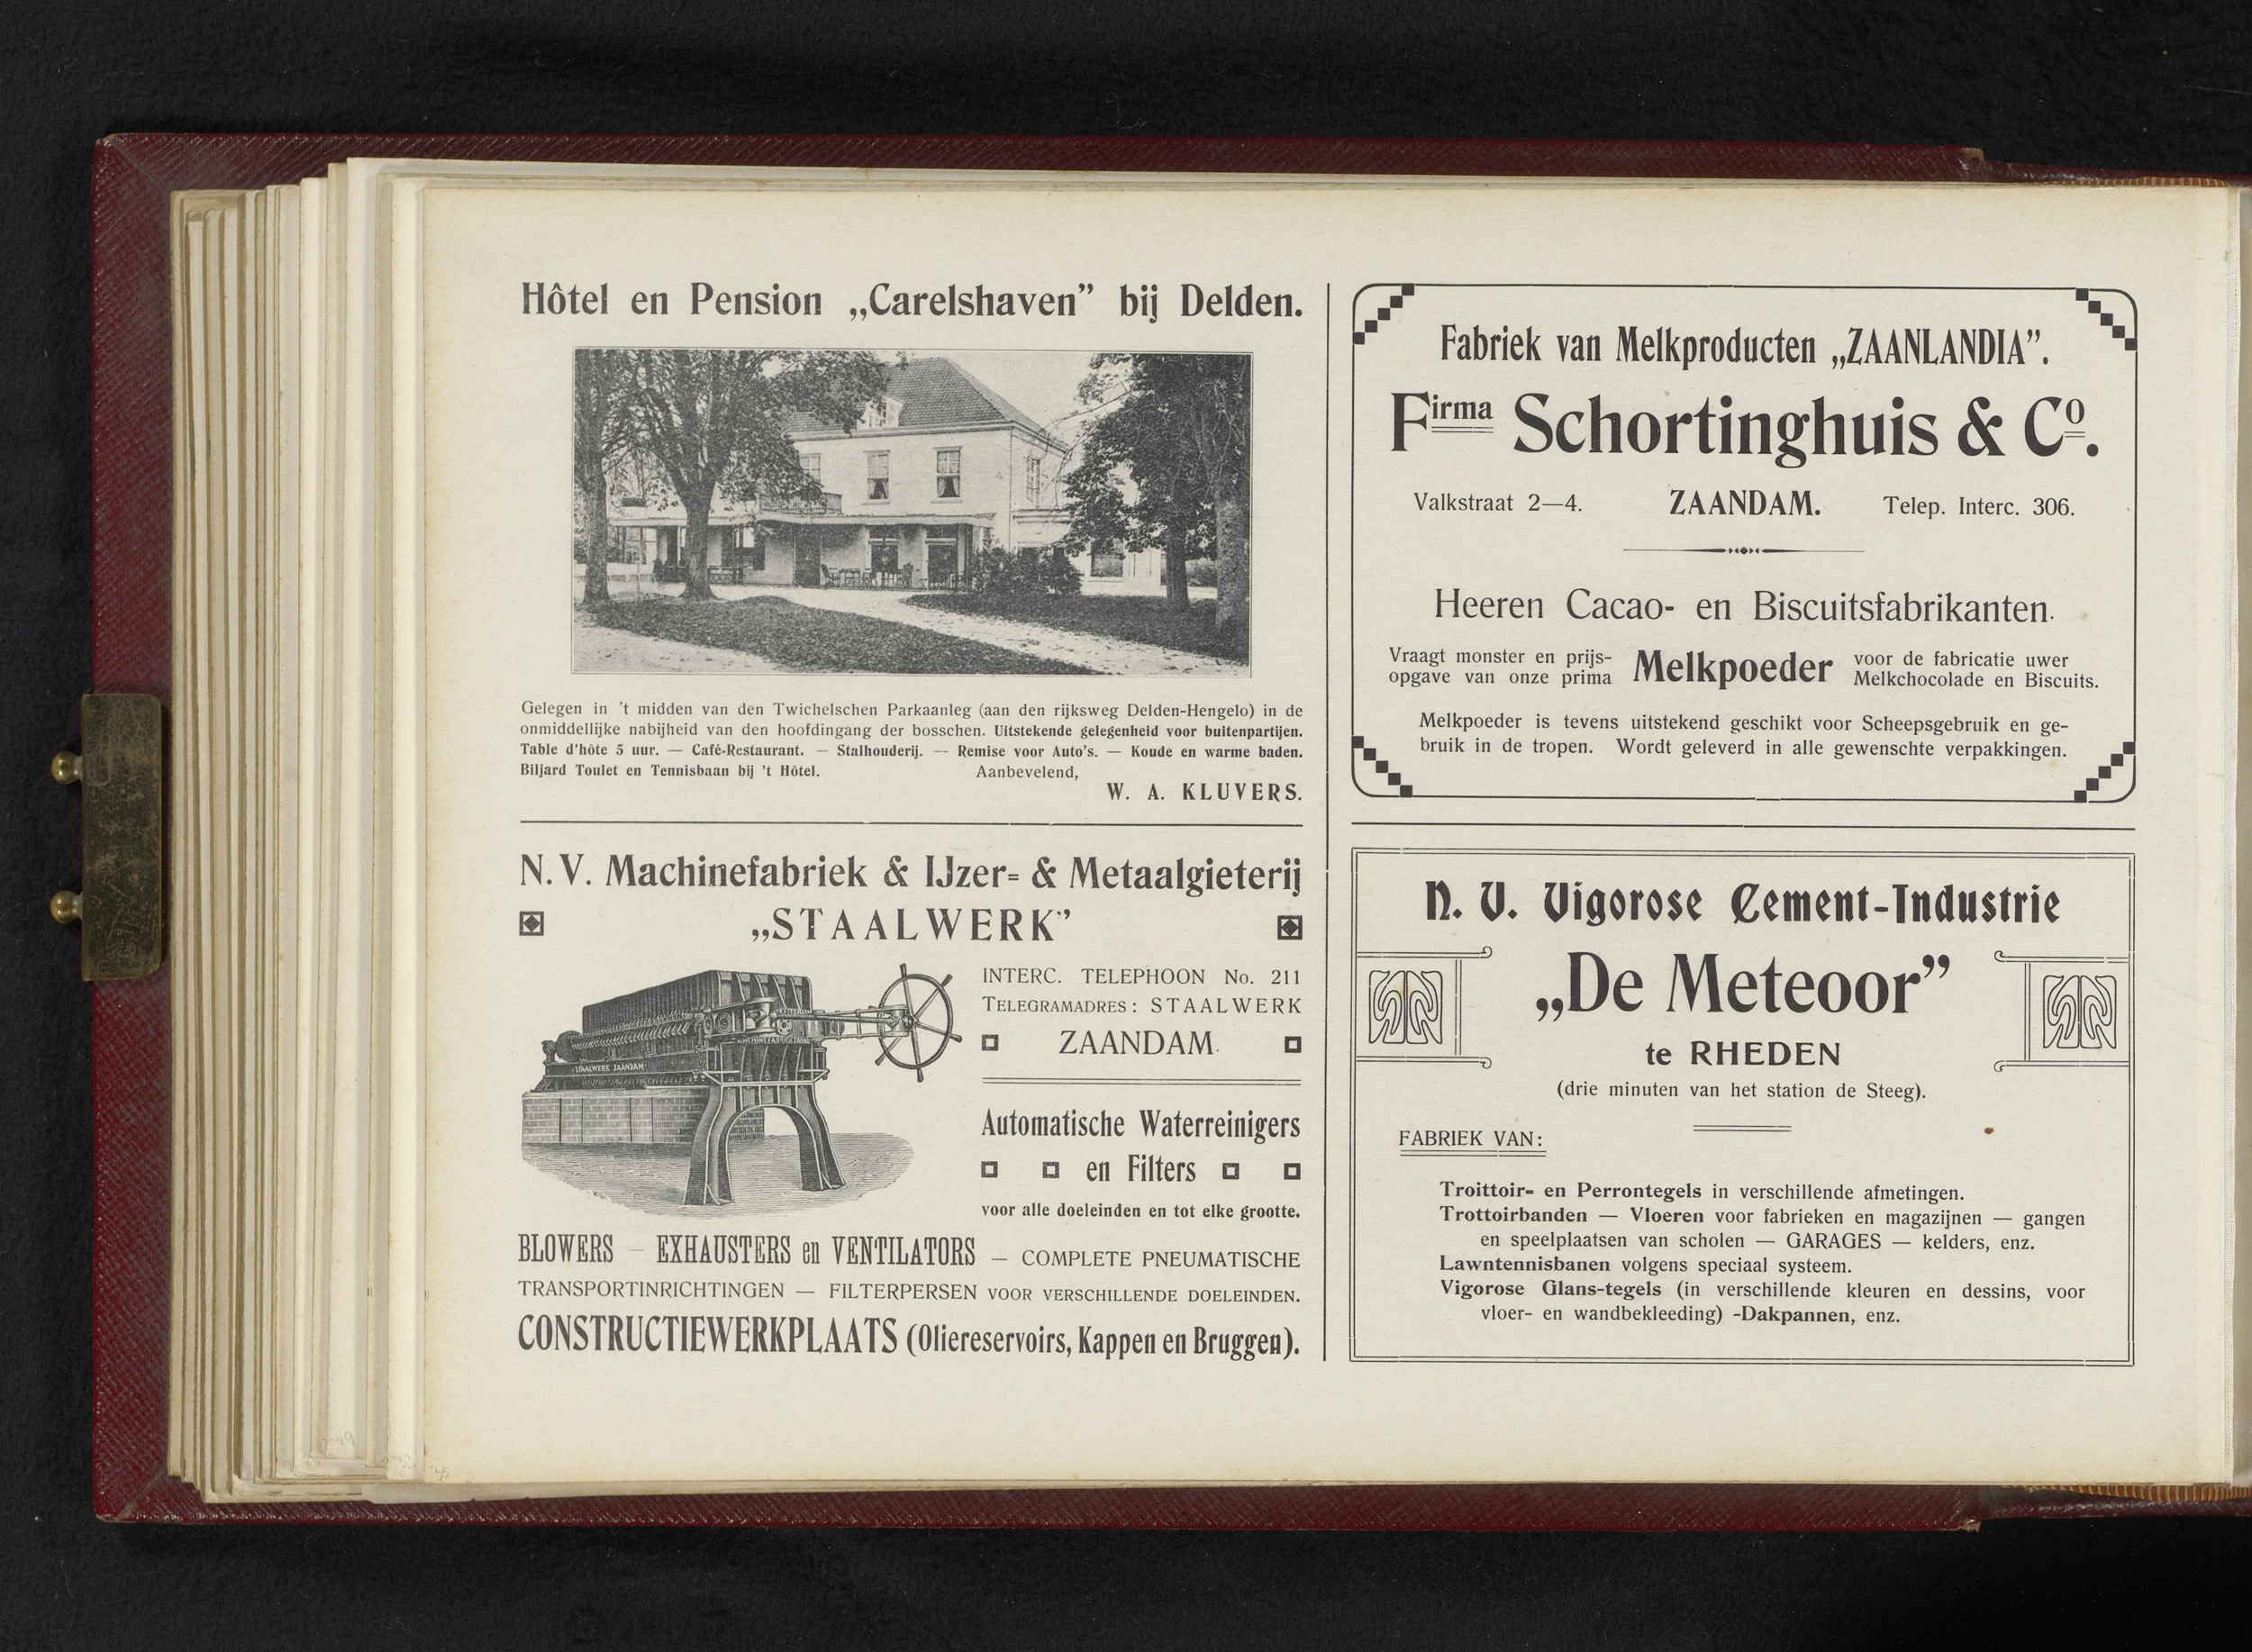 Hôtel en Pension „Carelshaven” bij Delden.
Gelegen in 't midden van den Twichelschen Parkaanleg (aan den rijksweg Delden-Hengelo) in de
onmiddellijke nabijheid van den hoofdingang der bosschen. Uitstekende gelegenheid voor buitenpartijen.
Table d'hôte 5 uur. — Café-Restaurant. — Stalhouderij. — Remise voor Auto's. — Koude en warme baden.
Biljard Toulet en Tennisbaan bij 't Hôtel. Aanbevelend,
W. A. KLUVERS.
N. V. Machinefabriek & IJzer- & Metaalgieterij
„STAALWERK”
STAALWERK ZAANDAM
INTERC. TELEPHOON No. 211
TELEGRAMADRES: STAALWERK
ZAANDAM.
Automatische Waterreinigers
en Filters
voor alle doeleinden en tot elke grootte.
BLOWERS — EXHAUSTERS en VENTILATORS — COMPLETE PNEUMATISCHE
TRANSPORTINRICHTINGEN — FILTERPERSEN VOOR VERSCHILLENDE DOELEINDEN.
CONSTRUCTIEWERKPLAATS (Oliereservoirs, Kappen en Bruggen).
Fabriek van Melkproducten „ZAANLANDIA”.
Firma Schortinghuis & Co.
Valkstraat 2—4. ZAANDAM. Telep. Interc. 306.
Heeren Cacao- en Biscuitsfabrikanten.
Vraagt monster en prijs-
opgave van onze prima
Melkpoeder
voor de fabricatie uwer
Melkchocolade en Biscuits.
Melkpoeder is tevens uitstekend geschikt voor Scheepsgebruik en ge-
bruik in de tropen. Wordt geleverd in alle gewenschte verpakkingen.
N. V. Vigorose Cement-Industrie
„De Meteoor”
te RHEDEN
(drie minuten van het station de Steeg).
FABRIEK VAN:
Troittoir- en Perrontegels in verschillende afmetingen.
Trottoirbanden — Vloeren voor fabrieken en magazijnen — gangen
en speelplaatsen van scholen — GARAGES — kelders, enz.
Lawntennisbanen volgens speciaal systeem.
Vigorose Glans-tegels (in verschillende kleuren en dessins, voor
vloer- en wandbekleeding) -Dakpannen, enz.